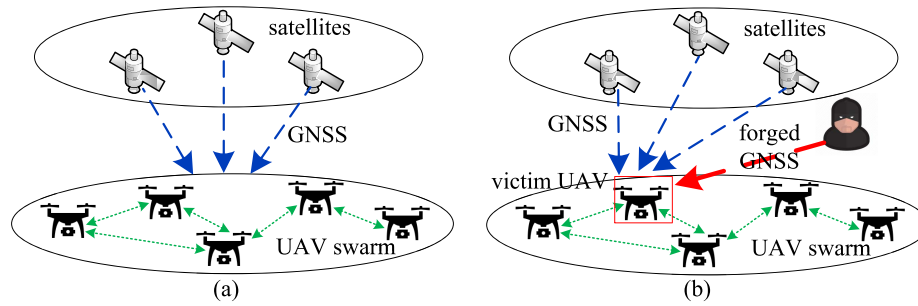 satellites
GNSS
UAV swarm
(a)
satellites
GNSS
forged
GNSS
victim UAV
UAV swarm
(b)